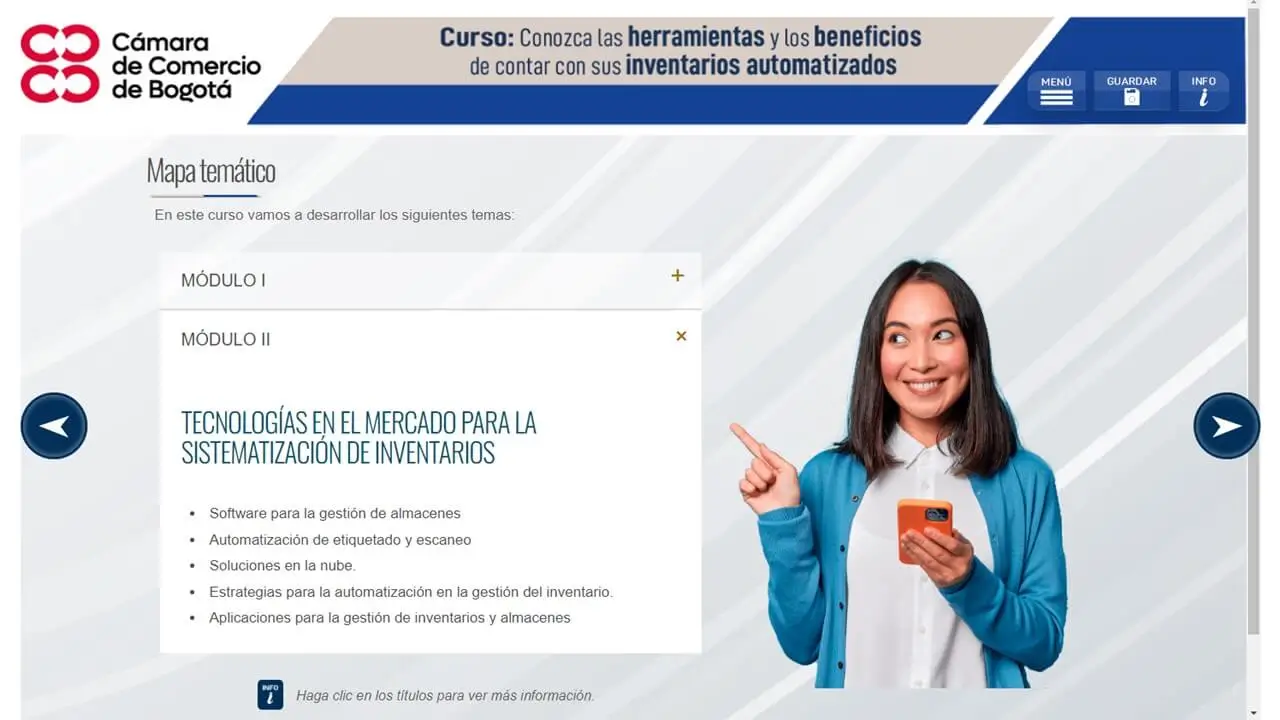 Cámara
de Comercio
de Bogotá
Curso: Conozca las herramientas y los beneficios
de contar con sus inventarios automatizados
MENÚ
GUARDAR
INFO
Mapa temático
En este curso vamos a desarrollar los siguientes temas:
MÓDULO I
MÓDULO II
TECNOLOGÍAS EN EL MERCADO PARA LA
SISTEMATIZACIÓN DE INVENTARIOS
• Software para la gestión de almacenes
• Automatización de etiquetado y escaneo
• Soluciones en la nube.
• Estrategias para la automatización en la gestión del inventario.
• Aplicaciones para la gestión de inventarios y almacenes
INFO
Haga clic en los títulos para ver más información.